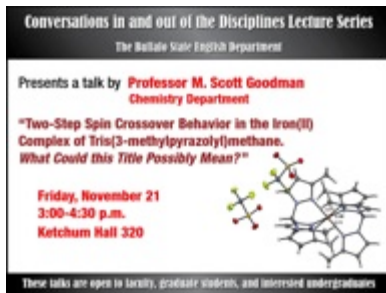 Conversations in and out of the Disciplines Lecture Series
The Buffalo State English Department
Presents a talk by Professor M. Scott Goodman
Chemistry Department
"Two-Step Spin Crossover Behavior in the Iron(II)
Complex of Tris(3-methylpyrazolyl)methane.
What Could this Title Possibly Mean?"
Friday, November 21
3:00-4:30 p.m.
Ketchum Hall 320
These talks are open to faculty, graduate students, and interested undergraduates